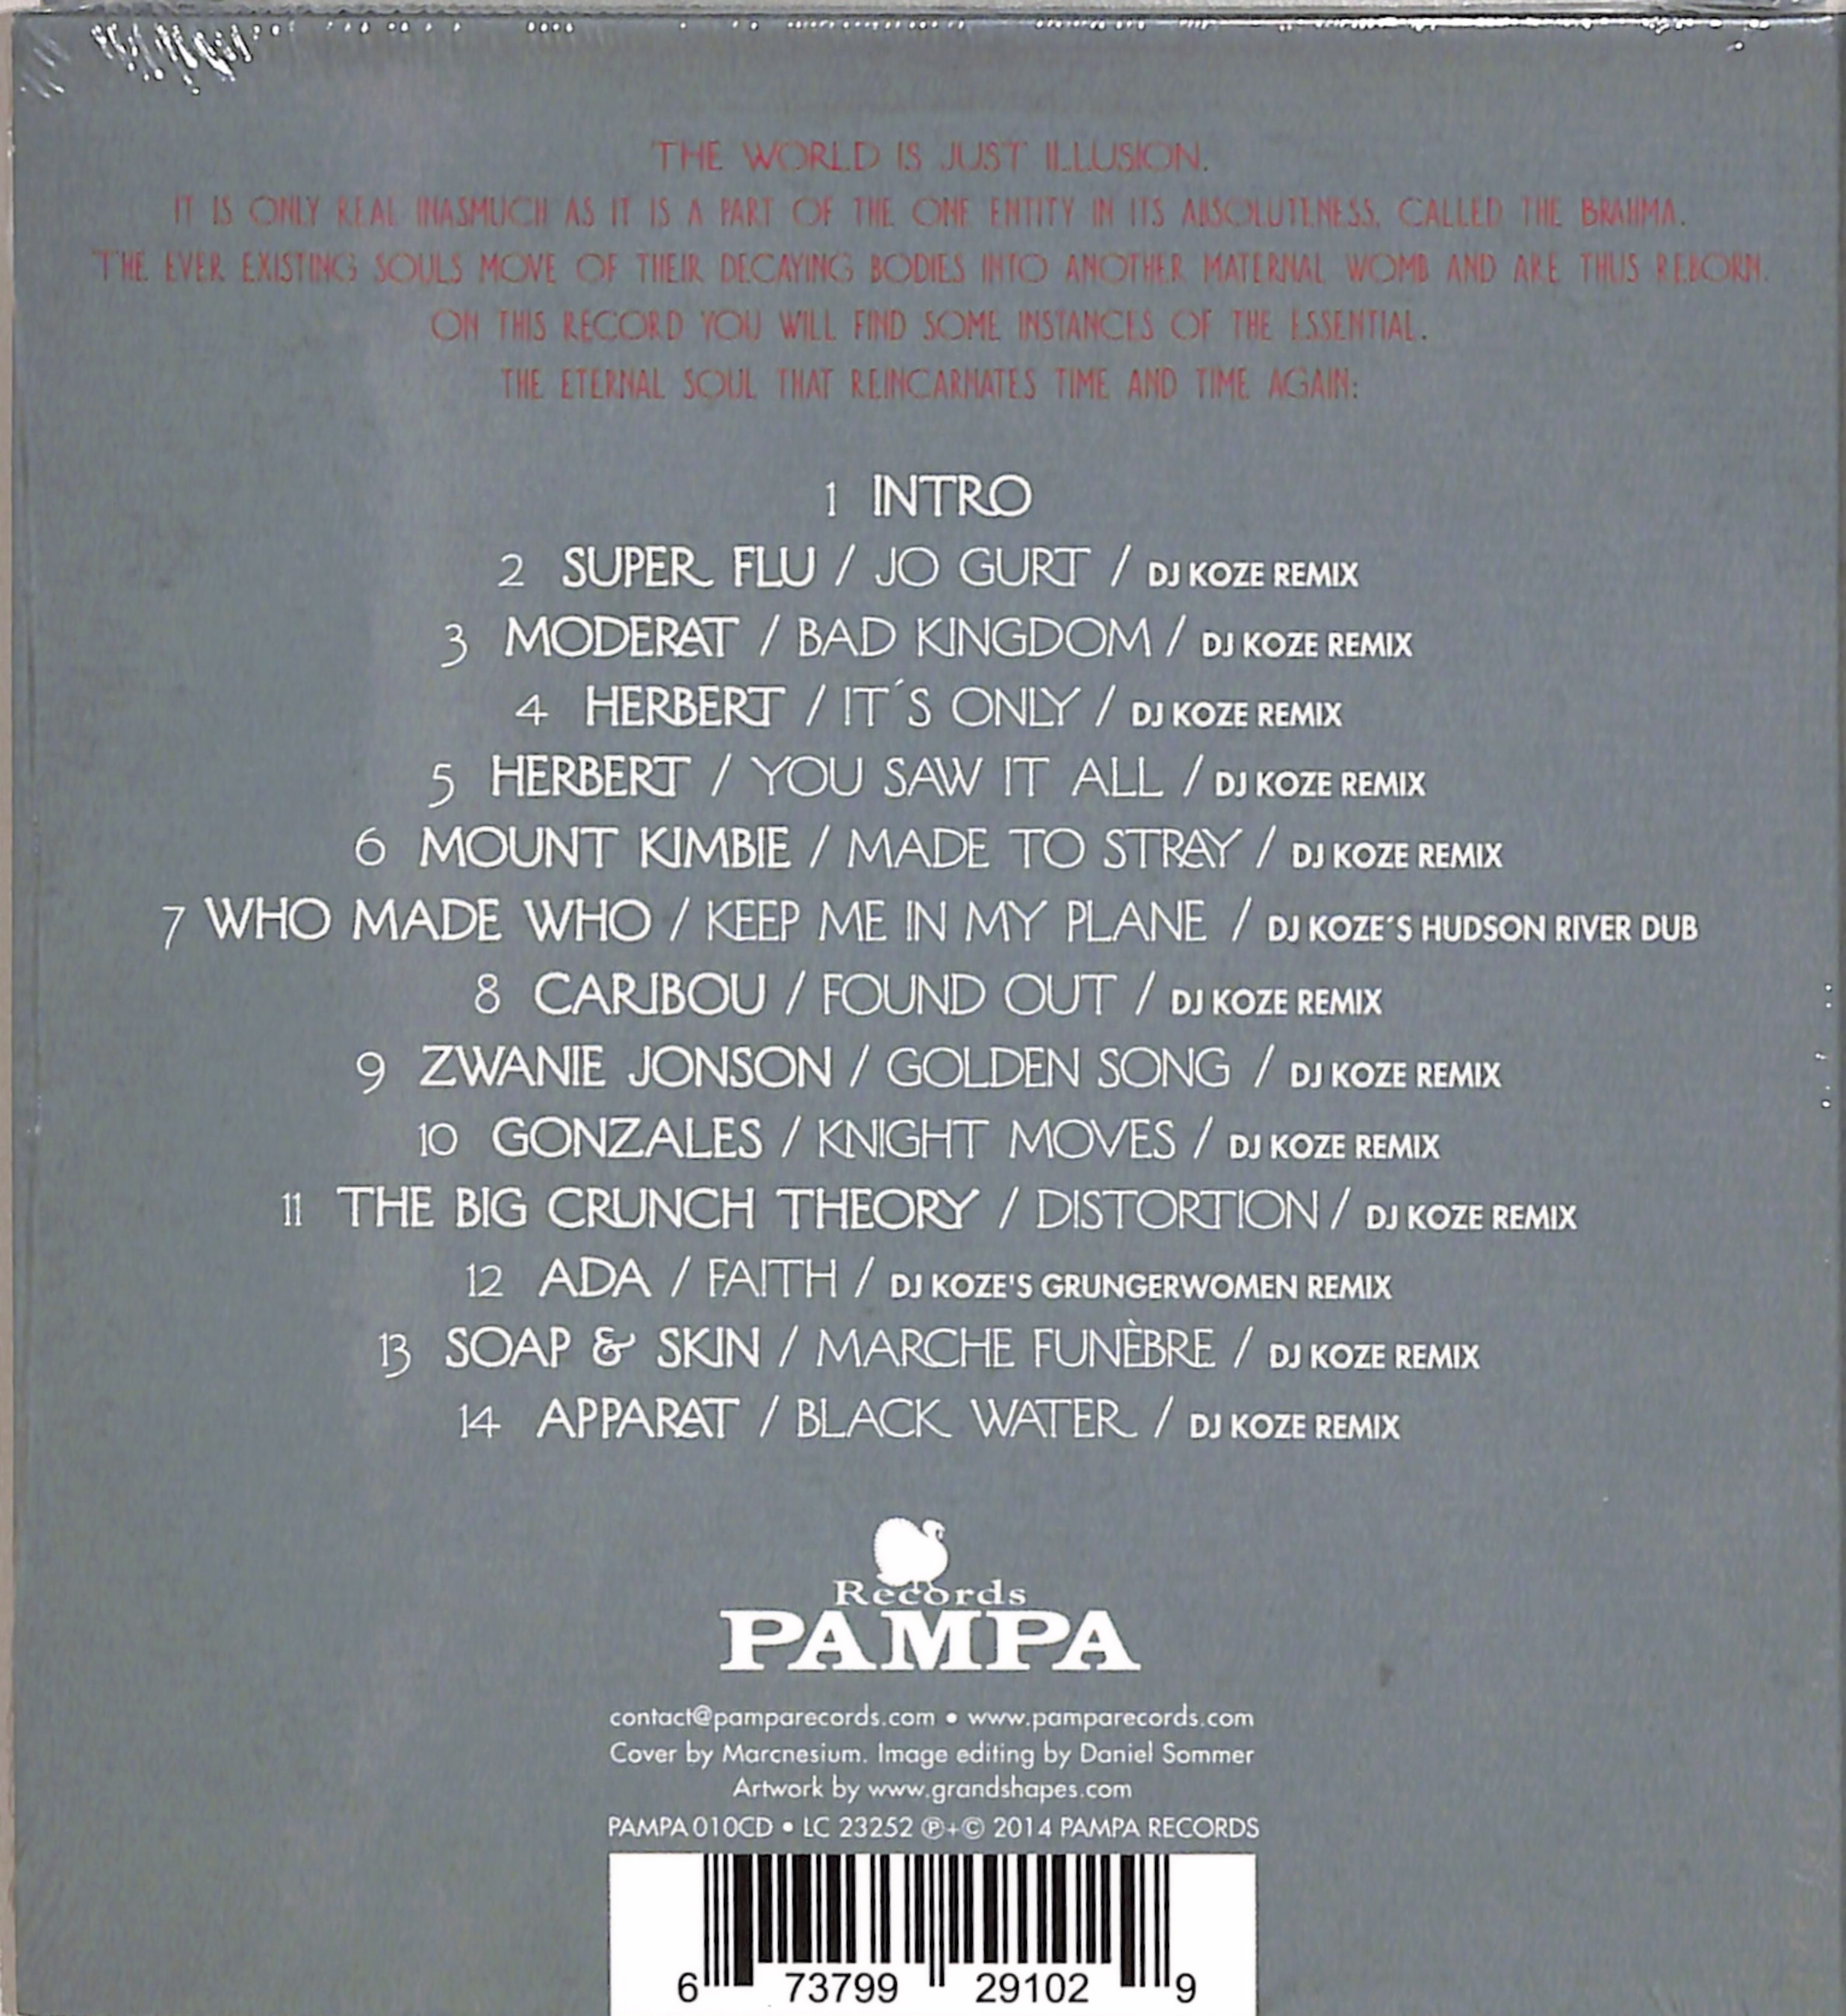 THE WORLD IS JUST ILLUSION.
IT IS ONLY REAL INASMUCH AS IT IS A PART OF THE ONE ENTITY IN ITS ABSOLUTENESS, CALLED THE BRAHMA.
THE EVER EXISTING SOULS MOVE OF THEIR DECAYING BODIES INTO ANOTHER MATERNAL WOMB AND ARE THUS REBORN.
ON THIS RECORD YOU WILL FIND SOME INSTANCES OF THE ESSENTIAL.
THE ETERNAL SOUL THAT REINCARNATES TIME AND TIME AGAIN:
1 INTRO
2 SUPER FLU / JO GURT / DJ KOZE REMIX
3 MODERAT / BAD KINGDOM / DJ KOZE REMIX
4 HERBERT / IT´S ONLY / DJ KOZE REMIX
5 HERBERT / YOU SAW IT ALL / DJ KOZE REMIX
6 MOUNT KIMBIE / MADE TO STRAY / DJ KOZE REMIX
7 WHO MADE WHO / KEEP ME IN MY PLANE / DJ KOZE´S HUDSON RIVER DUB
8 CARIBOU / FOUND OUT / DJ KOZE REMIX
9 ZWANIE JONSON / GOLDEN SONG / DJ KOZE REMIX
10 GONZALES / KNIGHT MOVES / DJ KOZE REMIX
11 THE BIG CRUNCH THEORY / DISTORTION / DJ KOZE REMIX
12 ADA / FAITH / DJ KOZE'S GRUNGERWOMEN REMIX
13 SOAP & SKIN / MARCHE FUNÈBRE / DJ KOZE REMIX
14 APPARAT / BLACK WATER / DJ KOZE REMIX
Records
PAMPA
contact@pamparecords.com • www.pamparecords.com
Cover by Marcnesium. Image editing by Daniel Sommer
Artwork by www.grandshapes.com
PAMPA 010CD • LC 23252 ℗+© 2014 PAMPA RECORDS
6 73799 29102 9